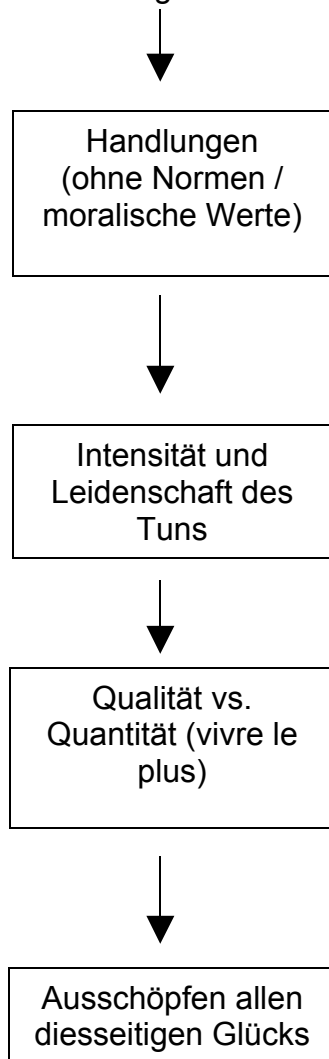 Handlungen
(ohne Normen /
moralische Werte)
Intensität und
Leidenschaft des
Tuns
Qualität vs.
Quantität (vivre le
plus)
Ausschöpfen allen
diesseitigen Glücks